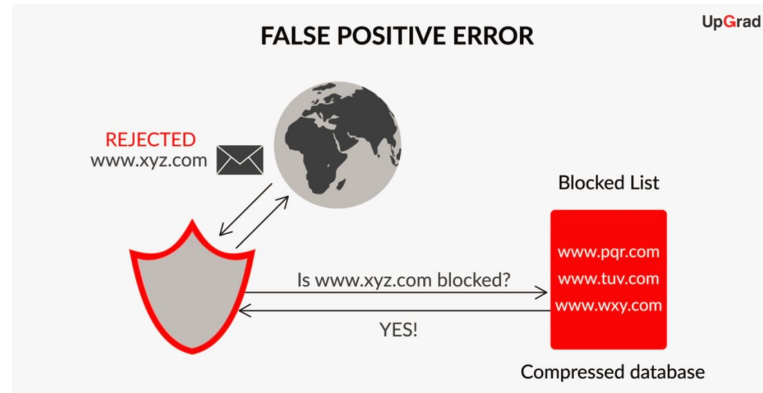 UpGrad
FALSE POSITIVE ERROR
REJECTED
www.xyz.com
Blocked List
www.pqr.com
www.tuv.com
www.wxy.com
Is www.xyz.com blocked?
YES!
Compressed database